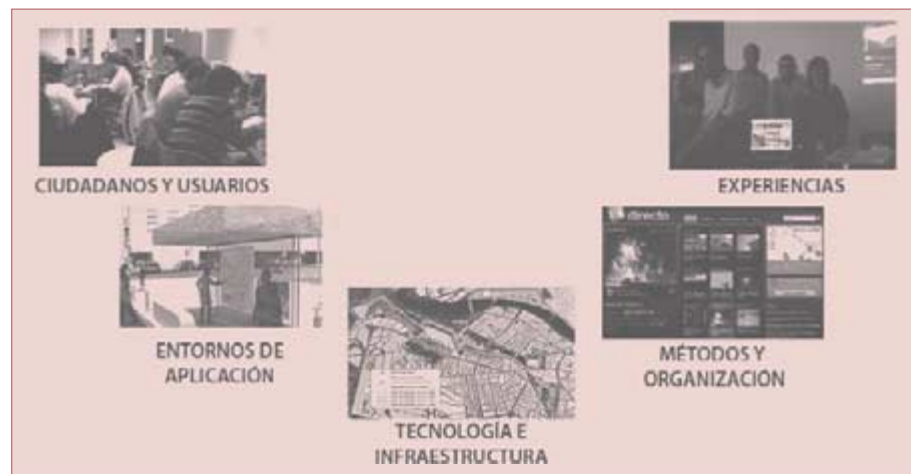 CIUDADANOS Y USUARIOS
EXPERIENCIAS
directo
ENTORNOS DE
APLICACIÓN
MÉTODOS Y
ORGANIZACIÓN
TECNOLOGÍA E
INFRAESTRUCTURA